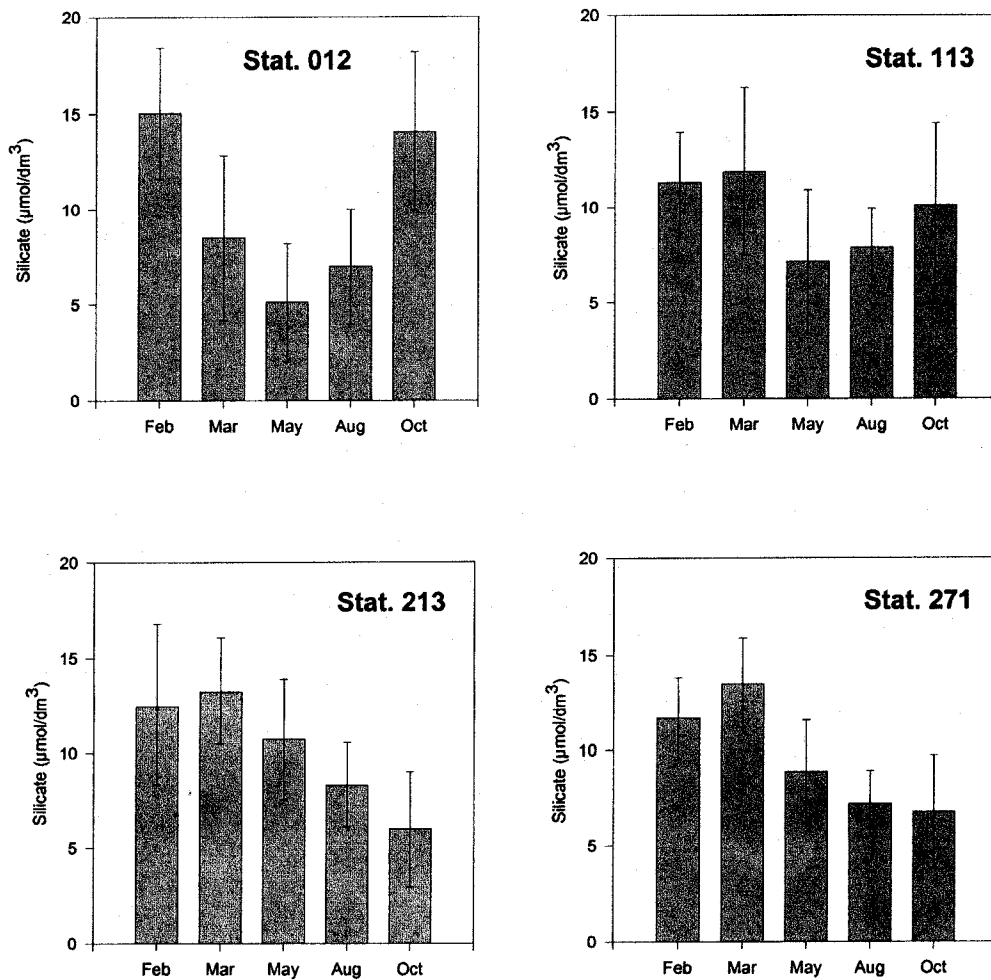 Stat. 012
Silicate (µmol/dm³)
20
15
10
5
0
Feb Mar May Aug Oct
Stat. 113
Silicate (µmol/dm³)
20
15
10
5
0
Feb Mar May Aug Oct
Stat. 213
Silicate (µmol/dm³)
20
15
10
5
0
Feb Mar May Aug Oct
Stat. 271
Silicate (µmol/dm³)
20
15
10
5
0
Feb Mar May Aug Oct